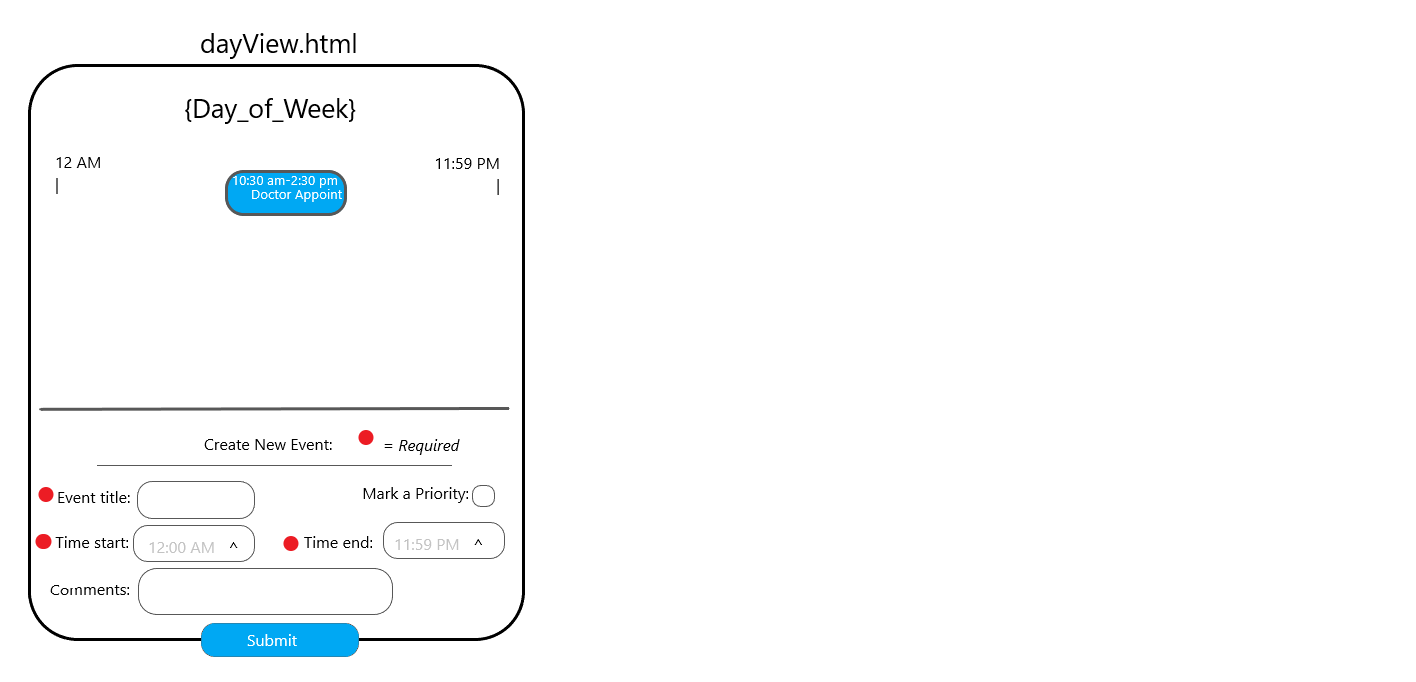 dayView.html
{Day_of_Week}
12 AM
11:59 PM
|
|
10:30 am-2:30 pm
Doctor Appoint
Create New Event:
= Required
Event title:
Mark a Priority:
Time start:
12:00 AM ^
Time end:
11:59 PM ^
Comments:
Submit